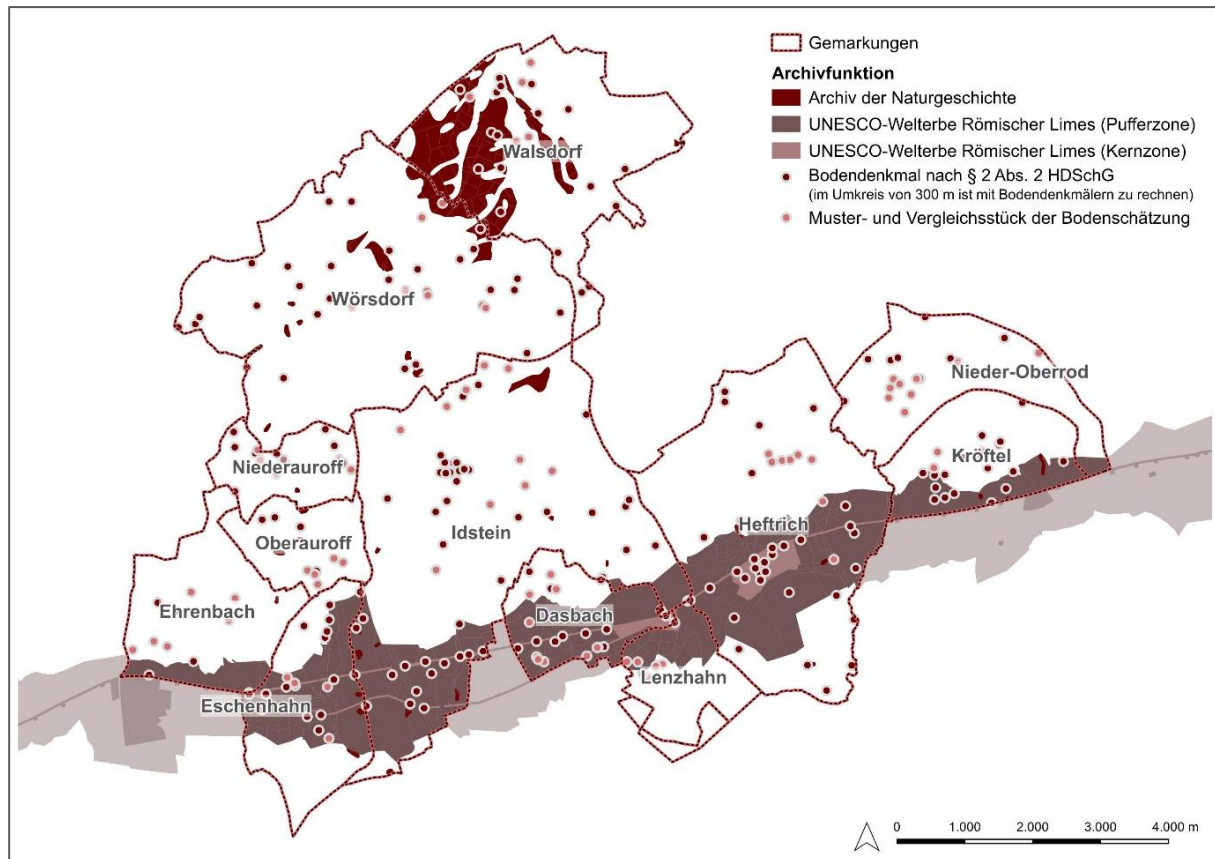 Gemarkungen
Archivfunktion
Archiv der Naturgeschichte
UNESCO-Welterbe Römischer Limes (Pufferzone)
UNESCO-Welterbe Römischer Limes (Kernzone)
Bodendenkmal nach § 2 Abs. 2 HDSchG
(im Umkreis von 300 m ist mit Bodendenkmälern zu rechnen)
Muster- und Vergleichsstück der Bodenschätzung
Walsdorf
Wörsdorf
Nieder-Oberrod
Kröftel
Niederauroff
Heftrich
Idstein
Oberauroff
Ehrenbach
Dasbach
Lenzhahn
Eschenhahn
0 1.000 2.000 3.000 4.000 m